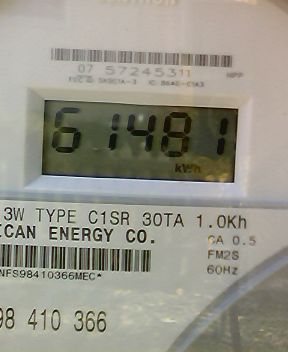 07 57245311
61481
kWh
3W TYPE C1SR 30TA 1.0Kh
ICAN ENERGY CO.
CA 0.5
FM2S
60Hz
NFS98410366MEC*
98 410 366